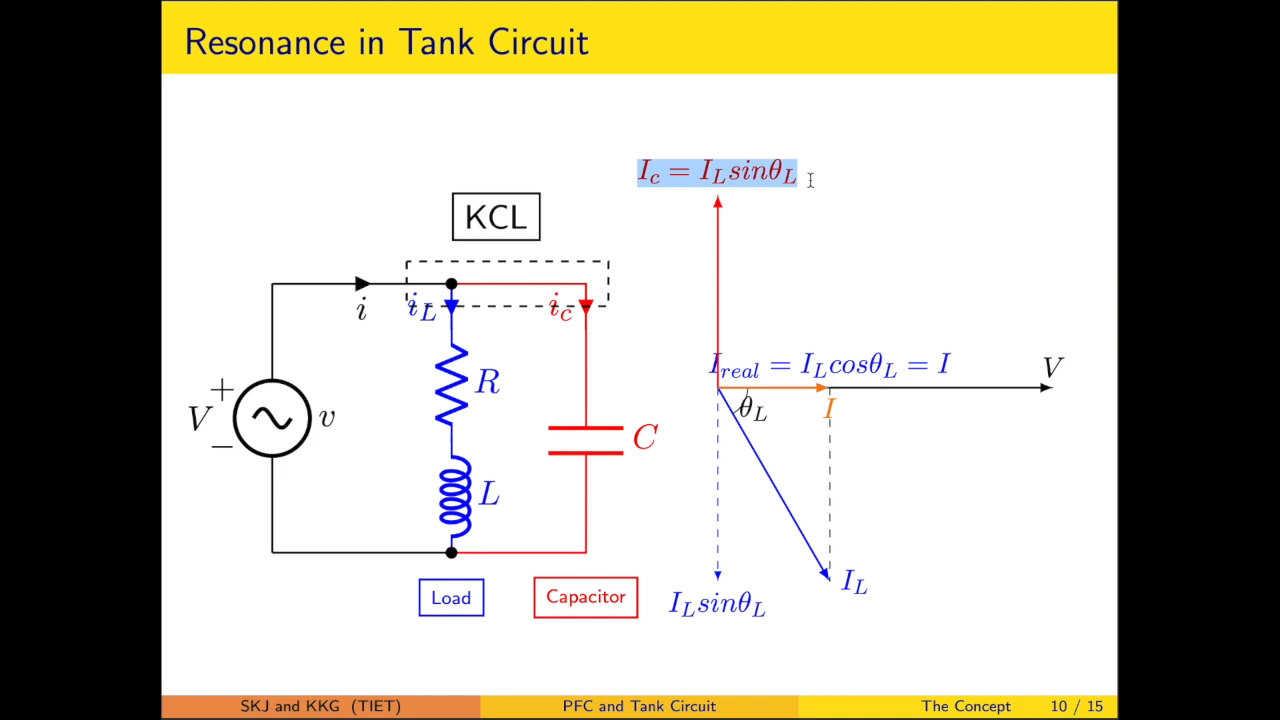 Resonance in Tank Circuit
I_c = I_L sinθ_L
KCL
i
i_L
i_c
I_real = I_L cosθ_L = I
V
R
θ_L
I
+
V
−
v
C
L
I_L
Load
Capacitor
I_L sinθ_L
SKJ and KKG (TIET)
PFC and Tank Circuit
The Concept
10 / 15